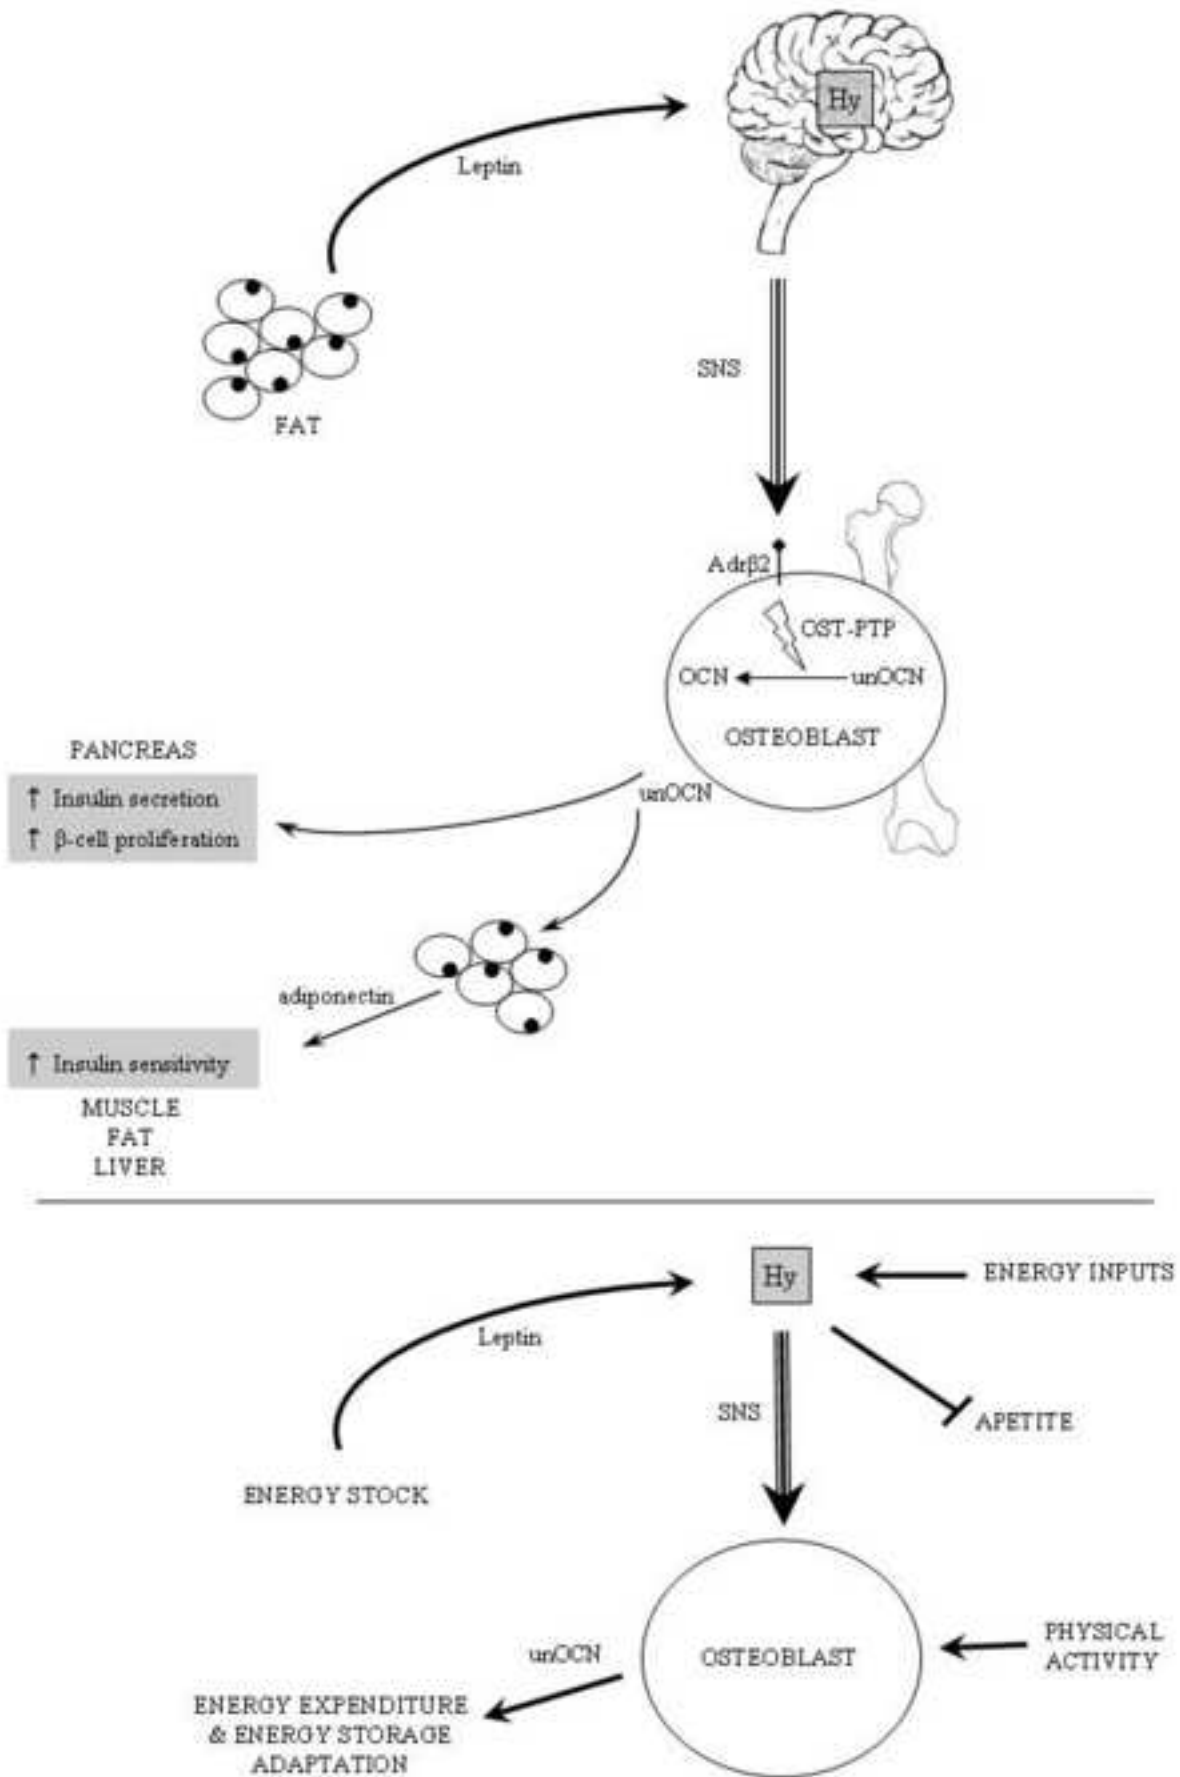 Hy
Leptin
SNS
FAT
Adrβ2
OST-PTP
OCN
unOCN
OSTEOBLAST
PANCREAS
↑ Insulin secretion
↑ β-cell proliferation
unOCN
adiponectin
↑ Insulin sensitivity
MUSCLE
FAT
LIVER
Hy
ENERGY INPUTS
Leptin
SNS
APETITE
ENERGY STOCK
unOCN
OSTEOBLAST
PHYSICAL
ACTIVITY
ENERGY EXPENDITURE
& ENERGY STORAGE
ADAPTATION